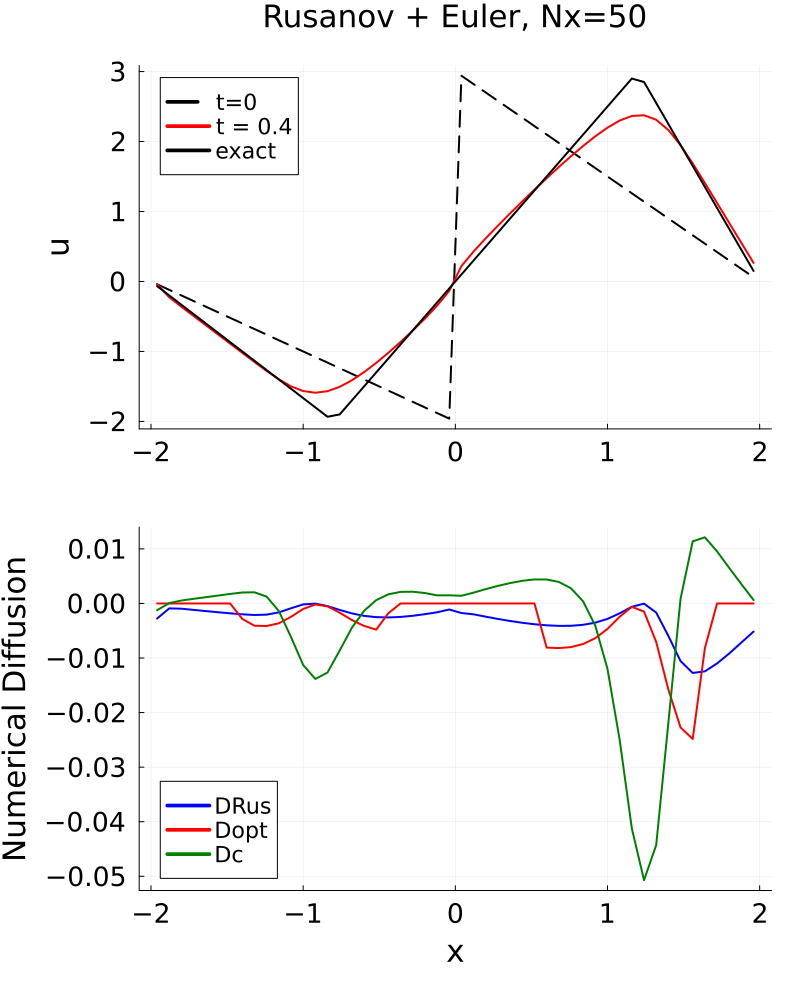 Rusanov + Euler, Nx=50
3
2
1
0
−1
−2
u
t=0
t = 0.4
exact
−2 −1 0 1 2
0.01
0.00
−0.01
−0.02
−0.03
−0.04
−0.05
Numerical Diffusion
DRus
Dopt
Dc
−2 −1 0 1 2
x